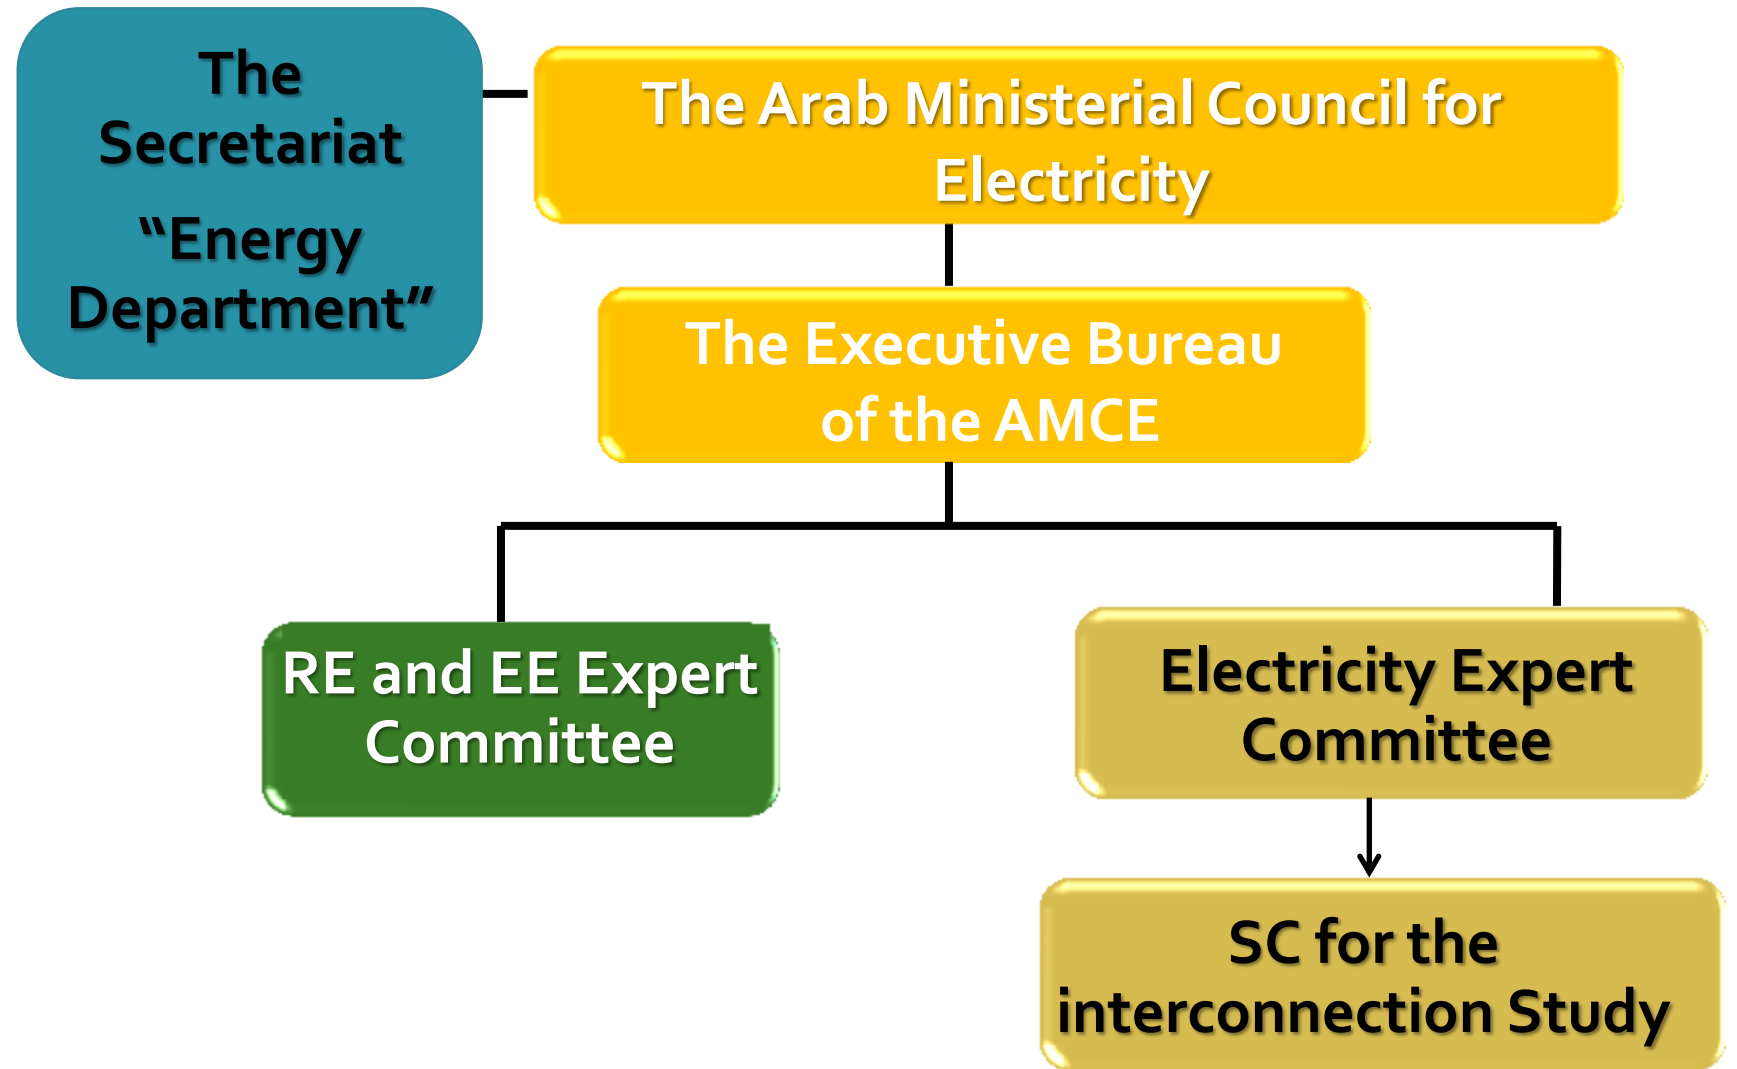 The
Secretariat
“Energy
Department”
The Arab Ministerial Council for
Electricity
The Executive Bureau
of the AMCE
RE and EE Expert
Committee
Electricity Expert
Committee
SC for the
interconnection Study